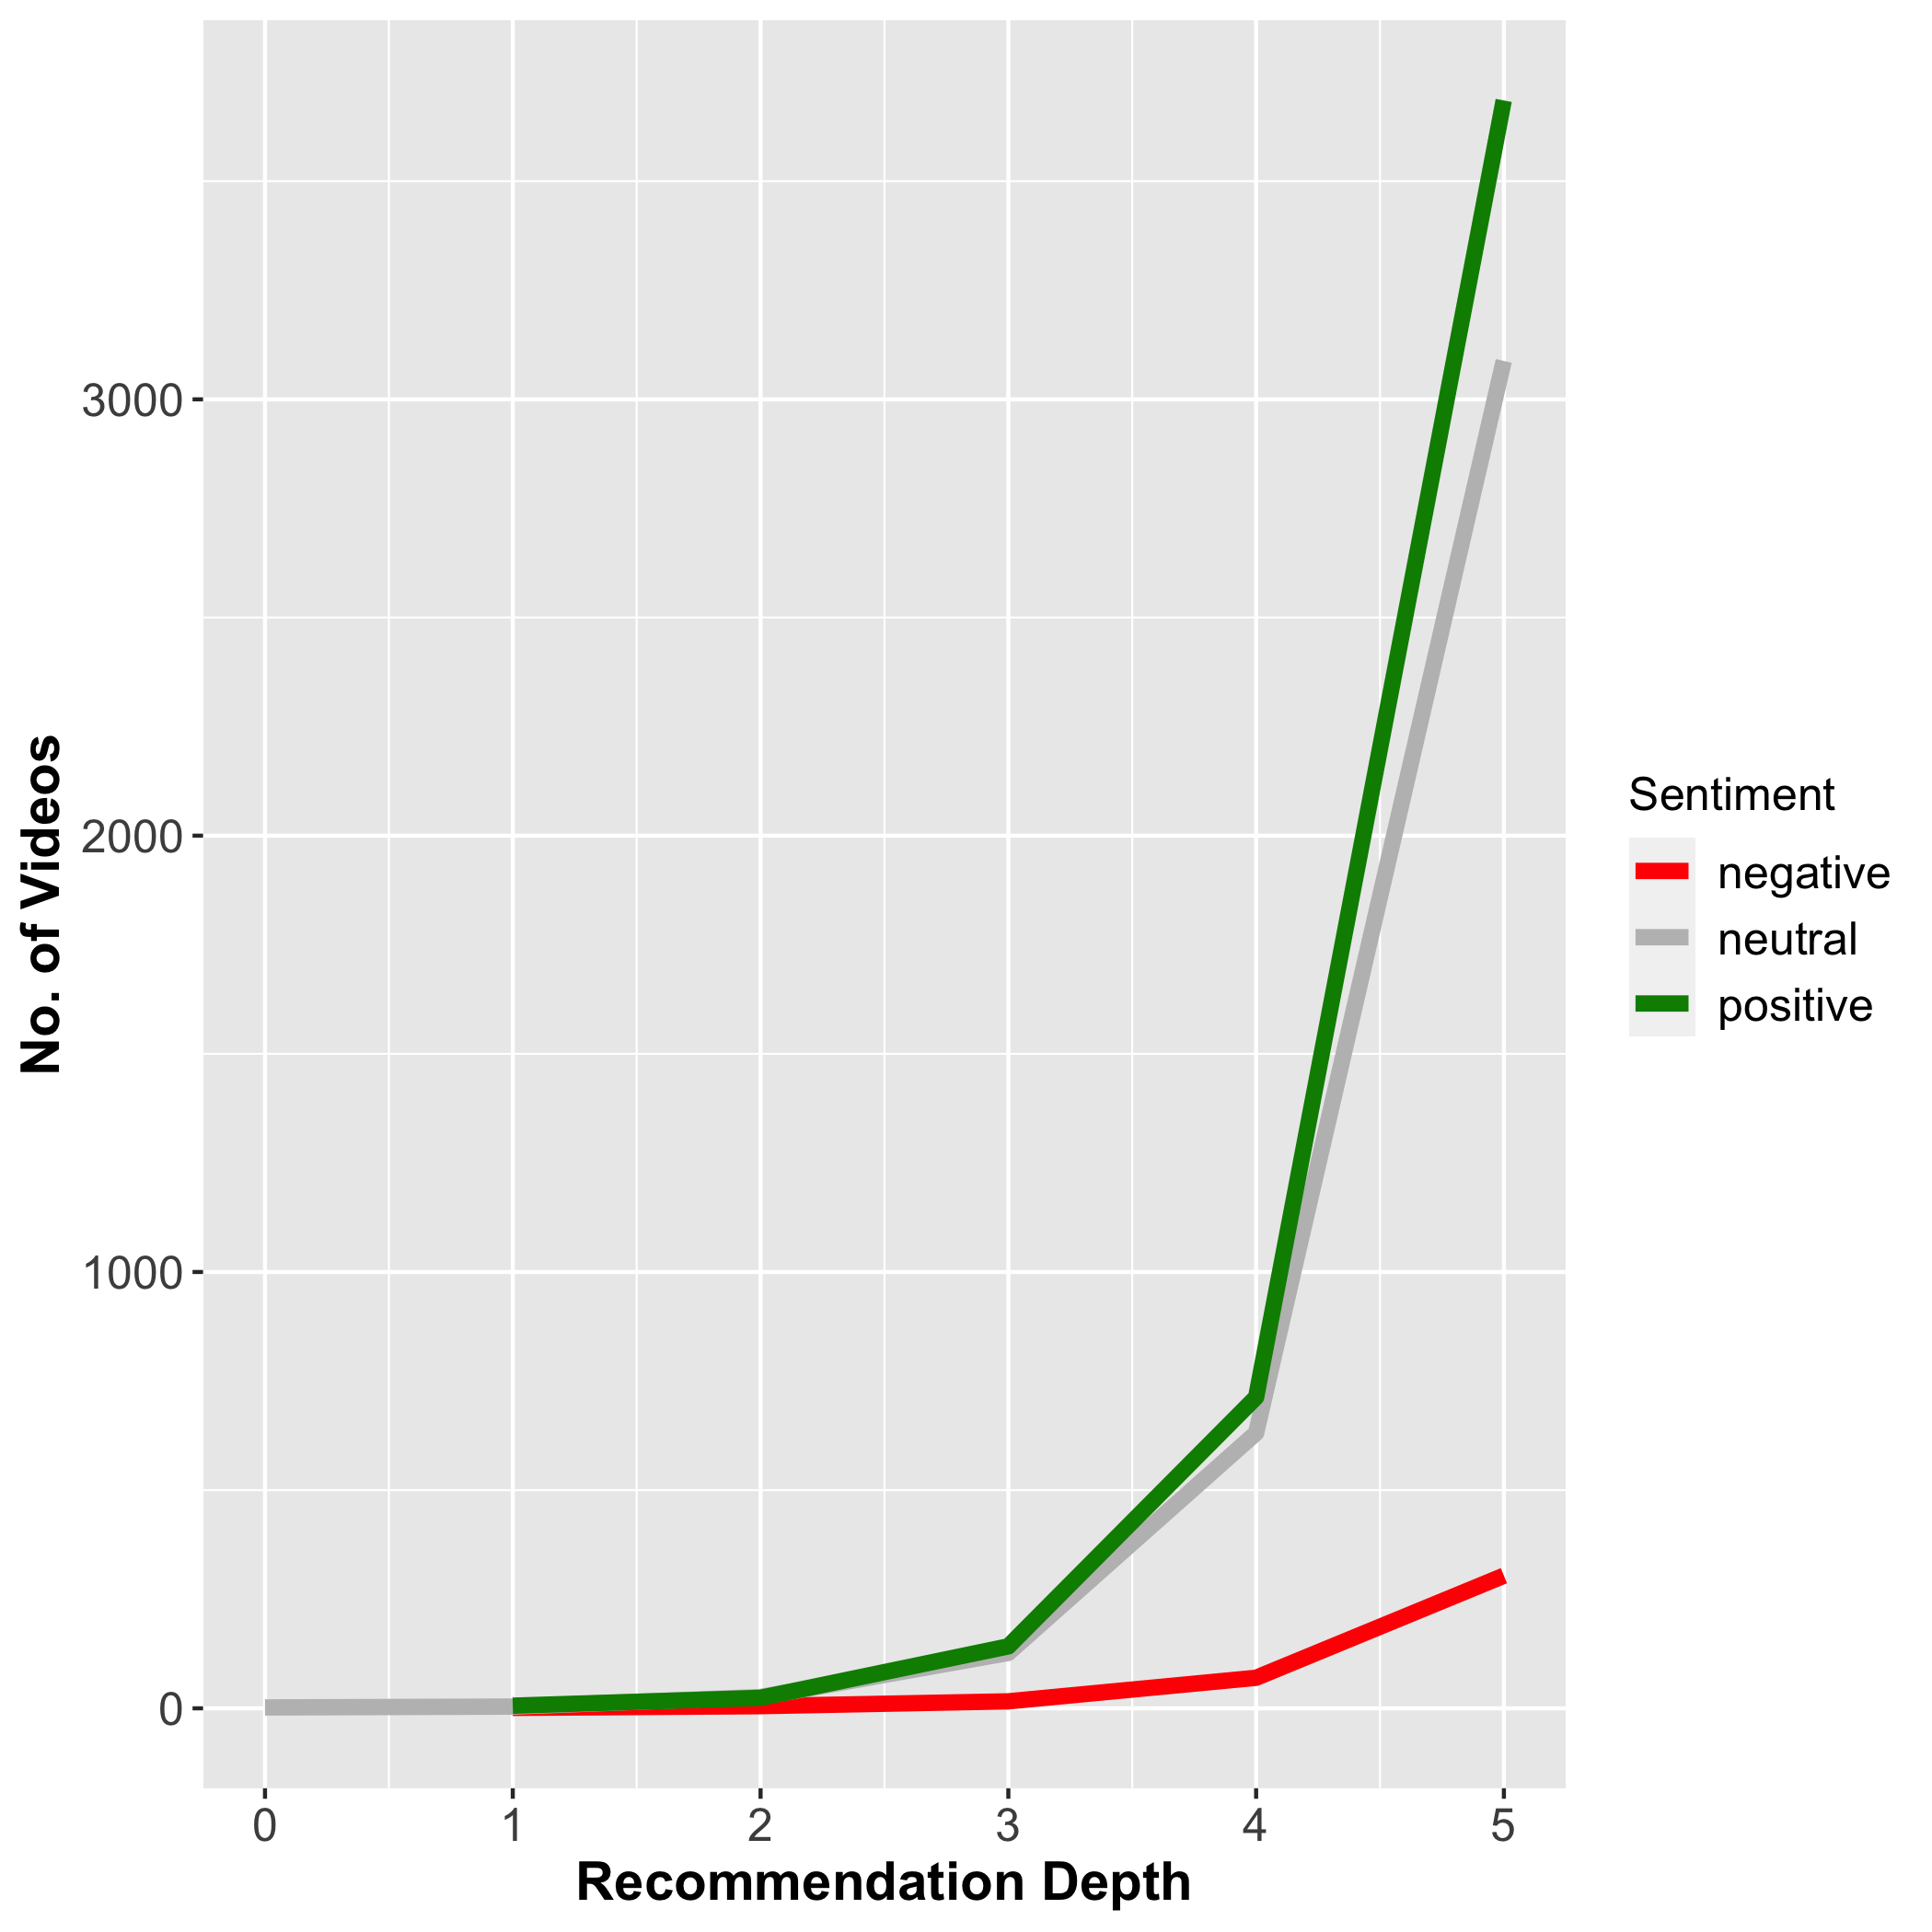 No. of Videos
3000
2000
1000
0
0 1 2 3 4 5
Recommendation Depth
Sentiment
negative
neutral
positive